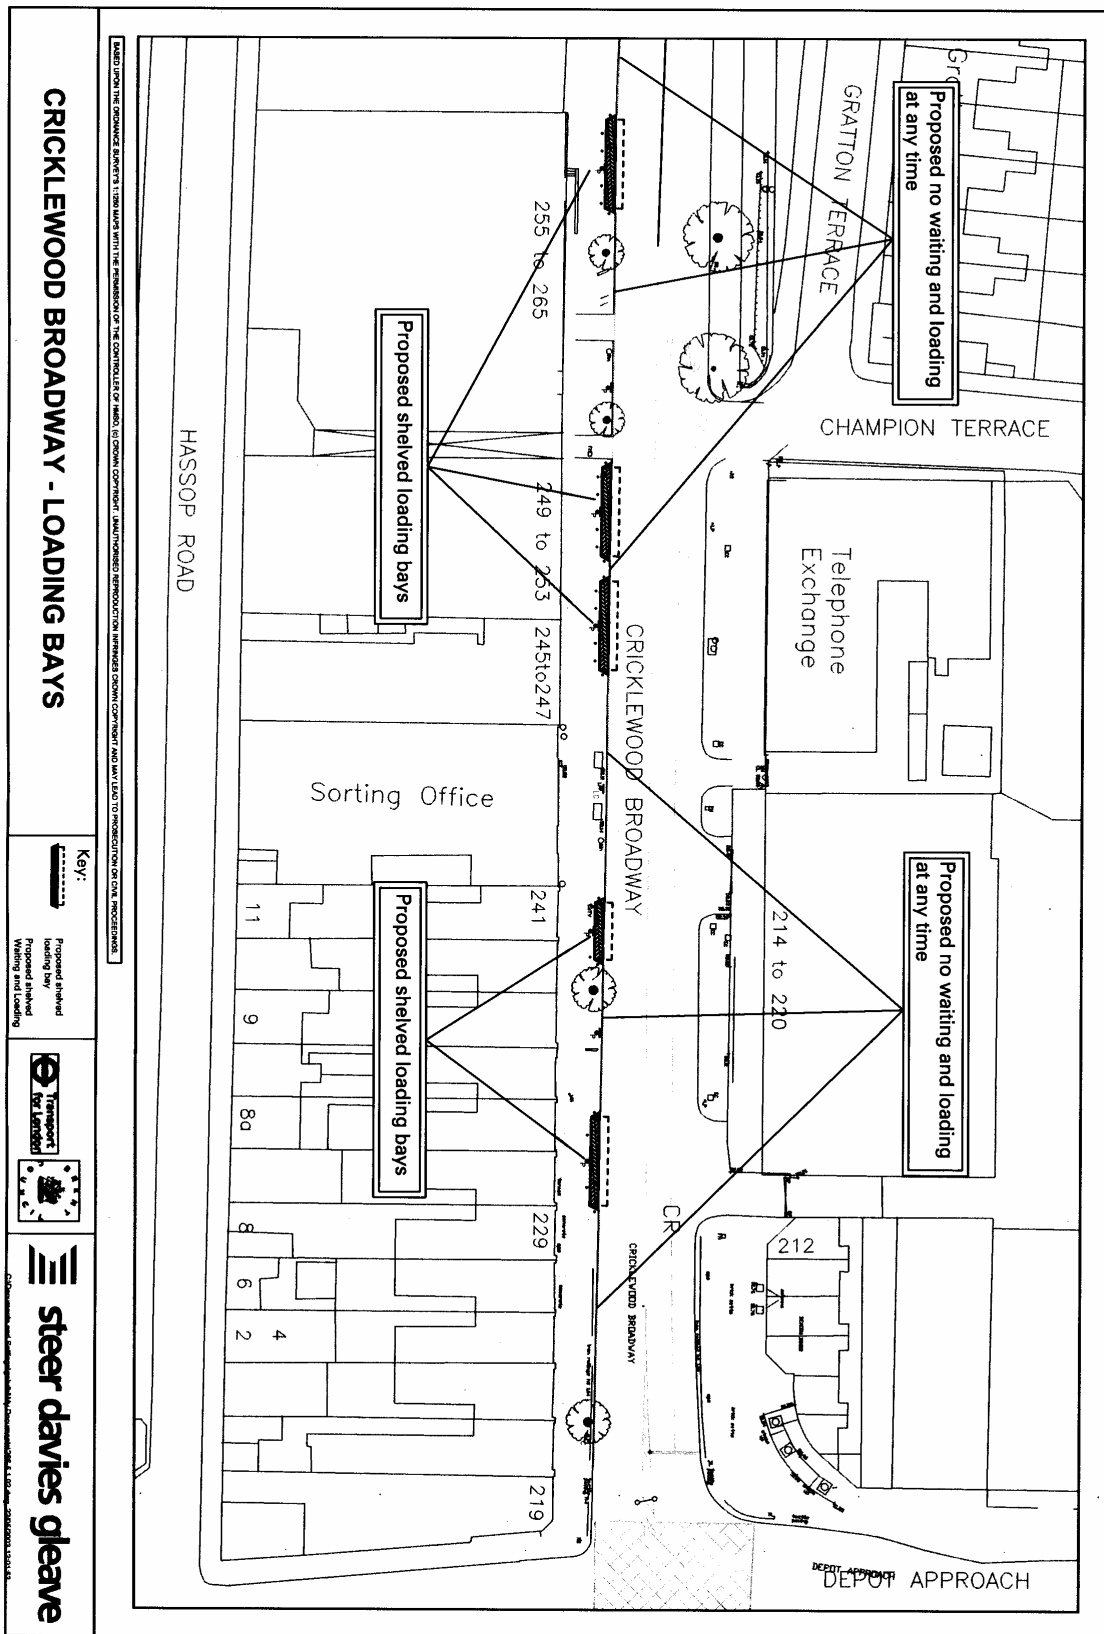 CRICKLEWOOD BROADWAY - LOADING BAYS
BASED UPON THE ORDNANCE SURVEY'S 1:1250 MAPS WITH THE PERMISSION OF THE CONTROLLER OF HMSO, (c) CROWN COPYRIGHT. UNAUTHORISED REPRODUCTION INFRINGES CROWN COPYRIGHT AND MAY LEAD TO PROSECUTION OR CIVIL PROCEEDINGS.
Key:
Proposed shelved
loading bay
Proposed shelved
Waiting and Loading
Transport
for London
steer davies gleave
Proposed no waiting and loading
at any time
GRATTON TERRACE
CHAMPION TERRACE
Telephone
Exchange
Proposed no waiting and loading
at any time
214 to 220
212
DEPOT APPROACH
DEPOT APPROACH
CRICKLEWOOD BROADWAY
CR
CRICKLEWOOD BROADWAY
255 to 265
249 to 253
245to247
241
229
219
Proposed shelved loading bays
Proposed shelved loading bays
Sorting Office
11
9
8a
8
6
4
2
HASSOP ROAD